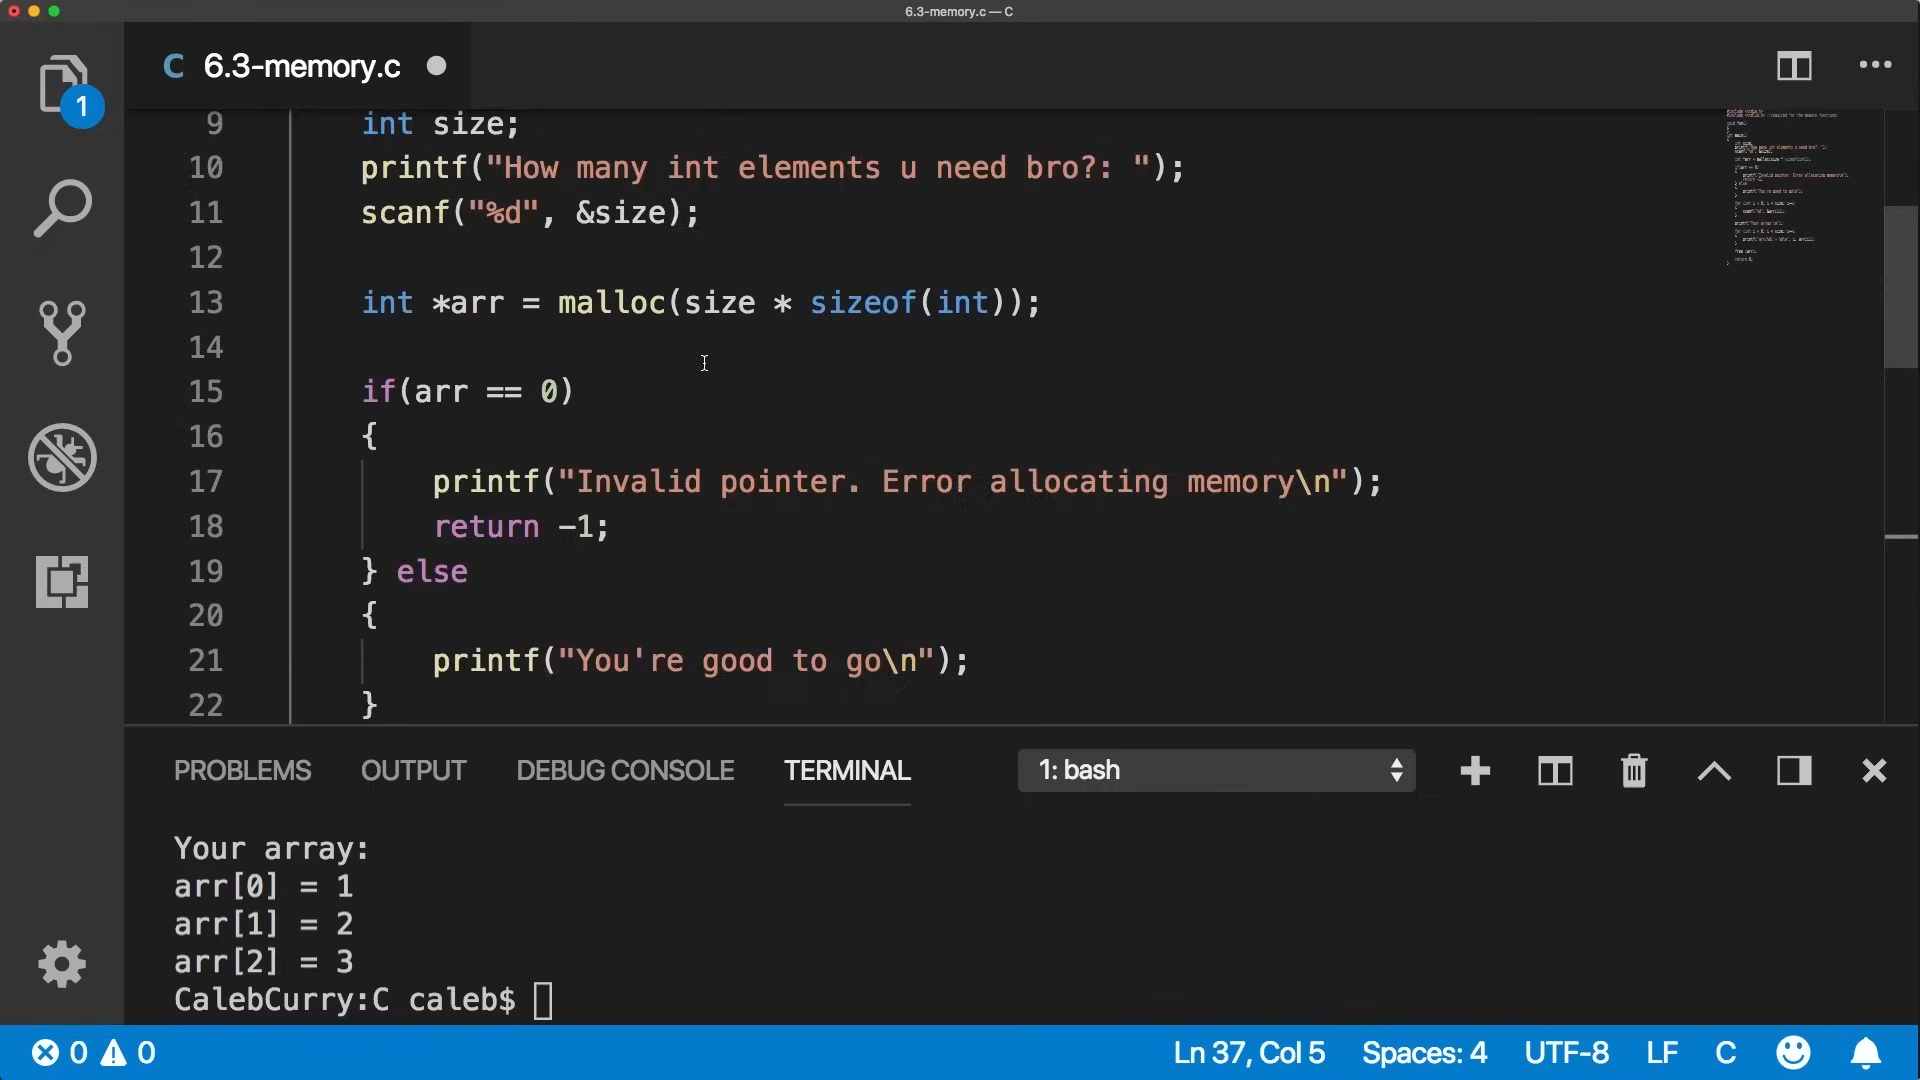 6.3-memory.c — C
C 6.3-memory.c
1
9 int size;
10 printf("How many int elements u need bro?: ");
11 scanf("%d", &size);
12
13 int *arr = malloc(size * sizeof(int));
14
15 if(arr == 0)
16 {
17 printf("Invalid pointer. Error allocating memory\n");
18 return -1;
19 } else
20 {
21 printf("You're good to go\n");
22 }
PROBLEMS OUTPUT DEBUG CONSOLE TERMINAL 1: bash
Your array:
arr[0] = 1
arr[1] = 2
arr[2] = 3
CalebCurry:C caleb$
0 0 Ln 37, Col 5 Spaces: 4 UTF-8 LF C